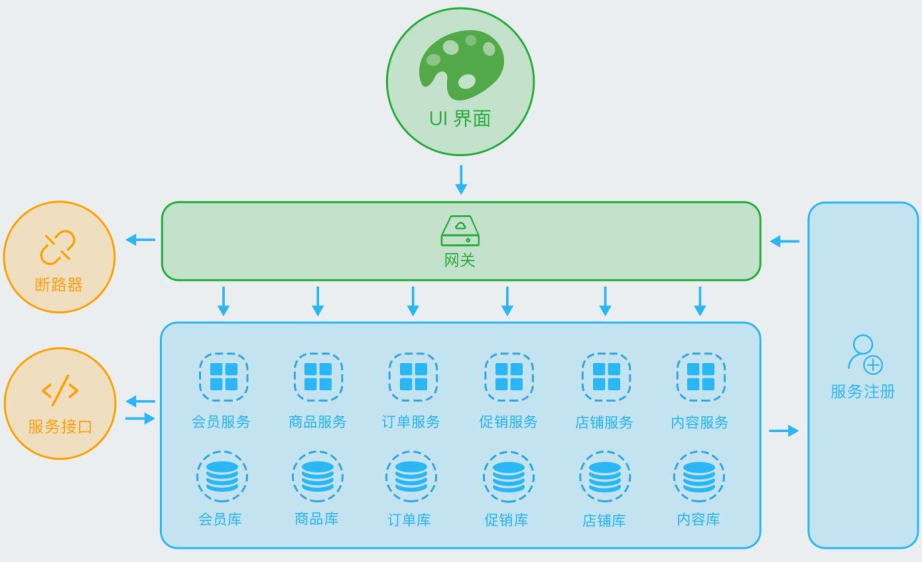 UI 界面
网关
断路器
服务接口
会员服务
商品服务
订单服务
促销服务
店铺服务
内容服务
会员库
商品库
订单库
促销库
店铺库
内容库
服务注册